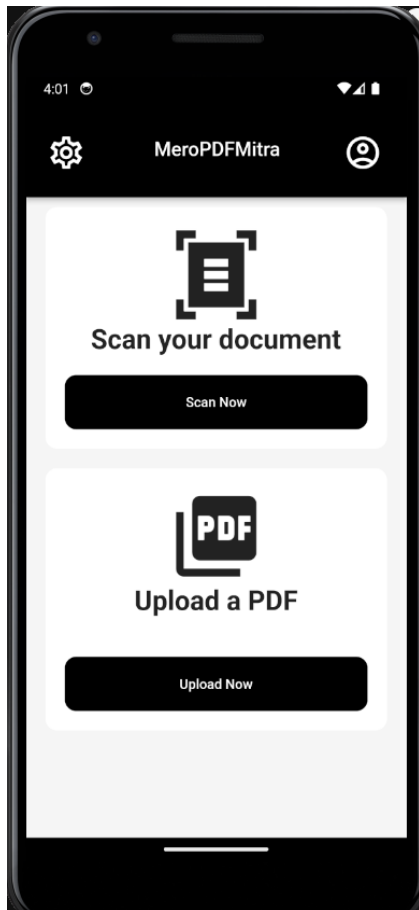 4:01
MeroPDFMitra
Scan your document
Scan Now
PDF
Upload a PDF
Upload Now